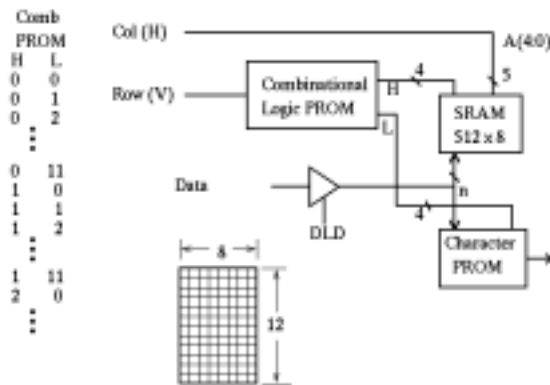 Comb
PROM
H L
0 0
0 1
0 2
0 11
1 0
1 1
1 2
1 11
2 0
Col (H)
A(4:0)
Row (V)
Combinational
Logic PROM
H
L
4
5
SRAM
512 x 8
Data
DLD
n
4
Character
PROM
8
12